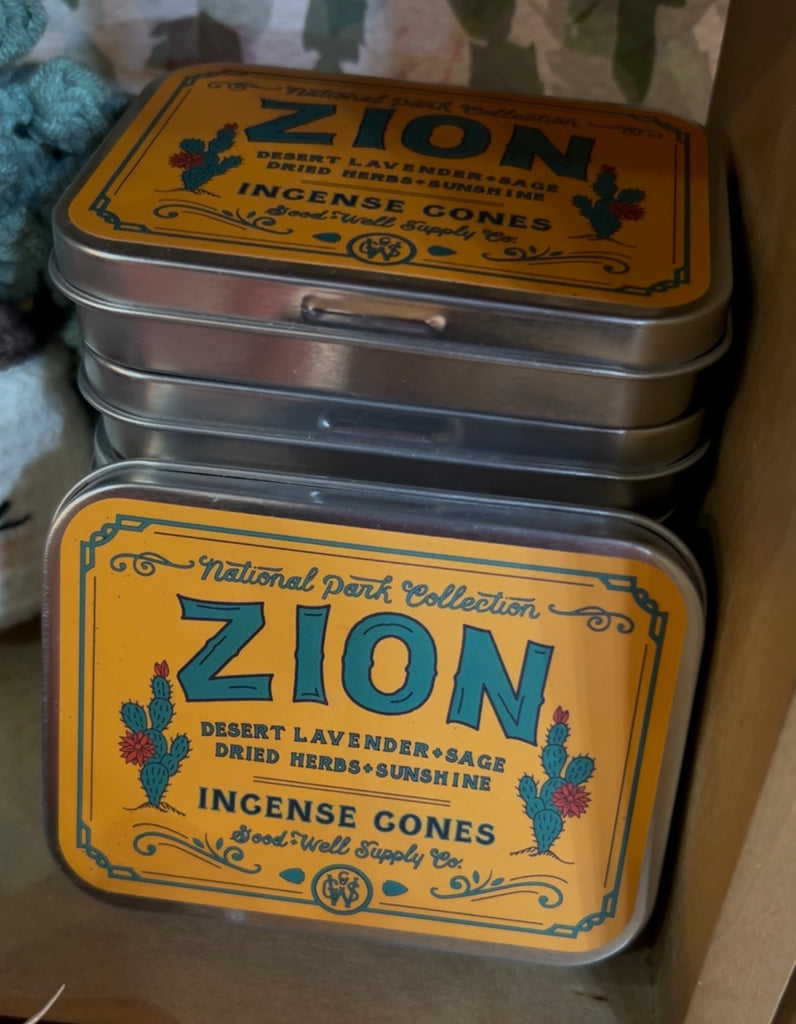 National Park Collection
ZION
DESERT LAVENDER+SAGE
DRIED HERBS+SUNSHINE
INCENSE CONES
Good & Well Supply Co.
National Park Collection
ZION
DESERT LAVENDER+SAGE
DRIED HERBS+SUNSHINE
INCENSE CONES
Good & Well Supply Co.